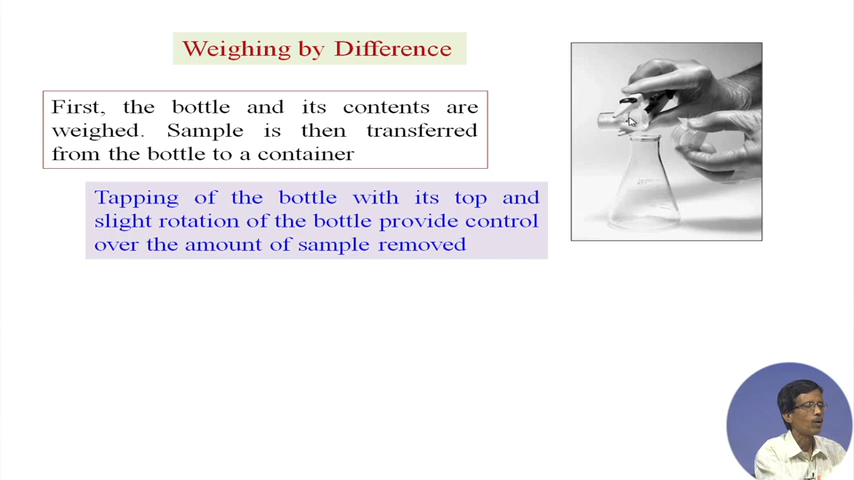 Weighing by Difference
First, the bottle and its contents are
weighed. Sample is then transferred
from the bottle to a container
Tapping of the bottle with its top and
slight rotation of the bottle provide control
over the amount of sample removed